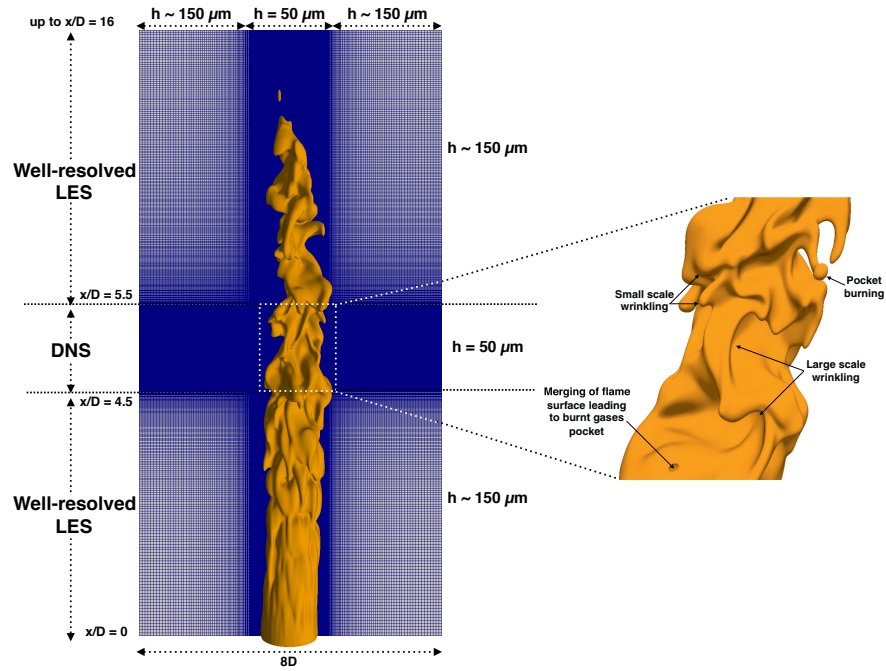 h ~ 150 µm
h = 50 µm
h ~ 150 µm
up to x/D = 16
Well-resolved
LES
h ~ 150 µm
x/D = 5.5
DNS
h = 50 µm
x/D = 4.5
Well-resolved
LES
h ~ 150 µm
x/D = 0
8D
Small scale
wrinkling
Pocket
burning
Large scale
wrinkling
Merging of flame
surface leading
to burnt gases
pocket